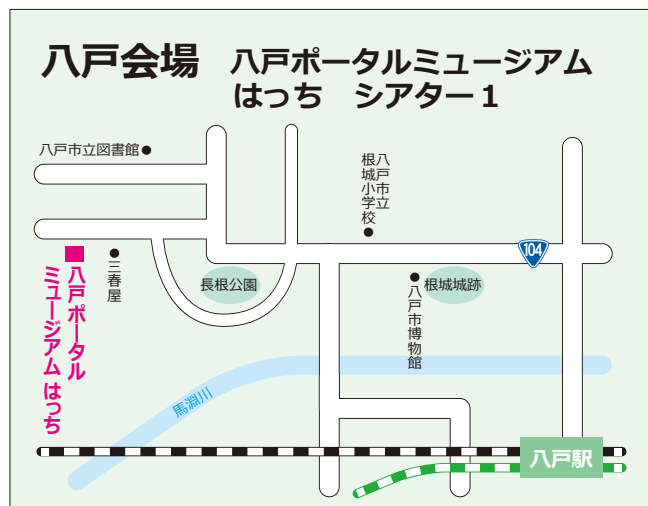 八戸会場 八戸ポータルミュージアム
はっち シアター1
八戸市立図書館
八戸市立
根城小学校
104
三春屋
長根公園
根城城跡
八戸市博物館
八戸ポータル
ミュージアム はっち
馬淵川
八戸駅